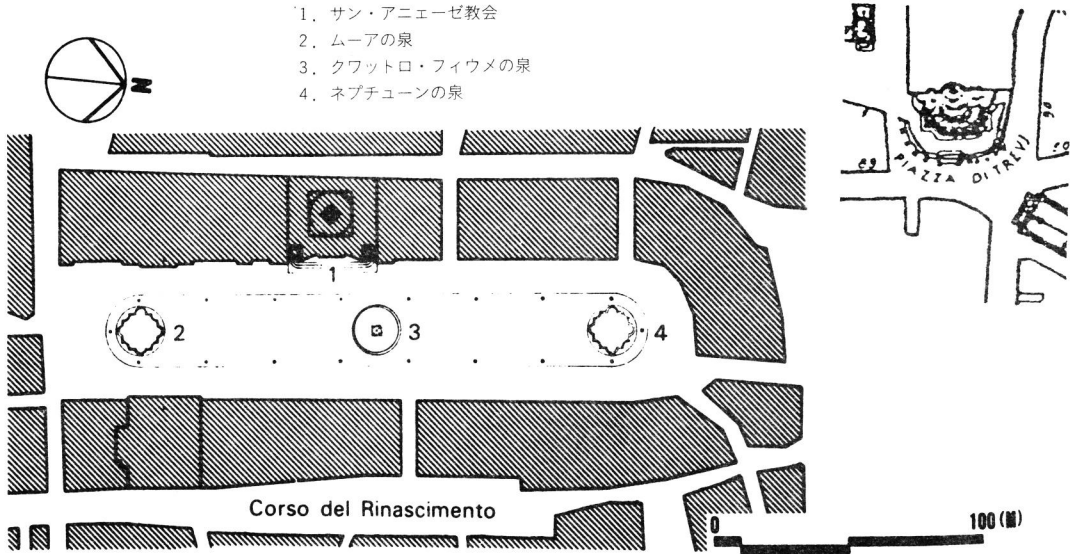 1. サン・アニェーゼ教会
2. ムーアの泉
3. クワットロ・フィウメの泉
4. ネプチューンの泉
N
PIAZZA DI TREVI
1
2
3
4
Corso del Rinascimento
0
100